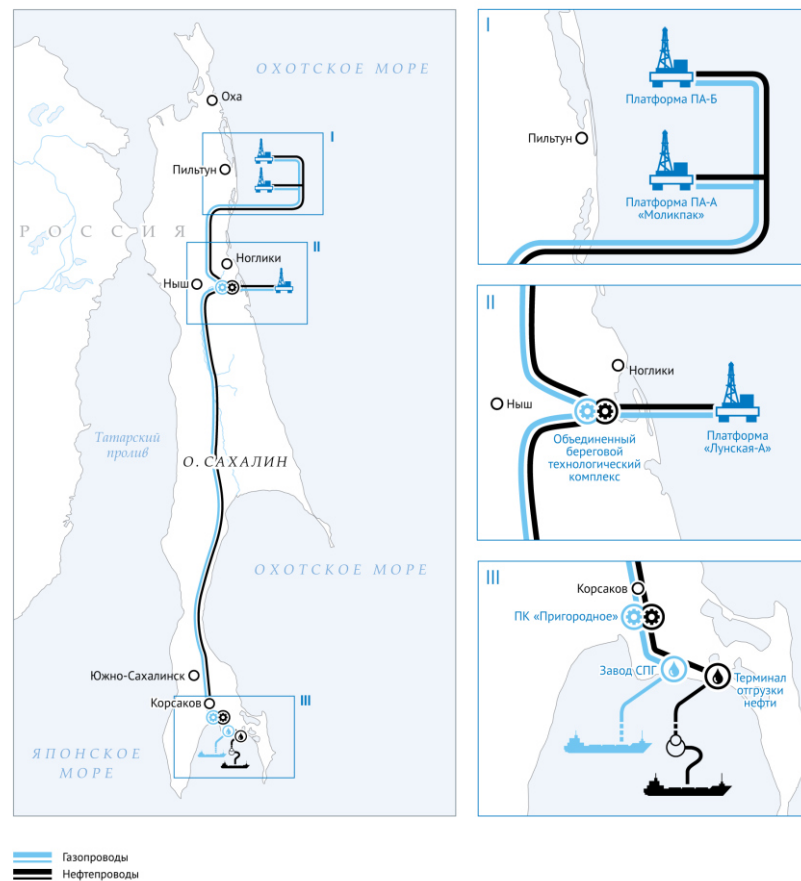 ОХОТСКОЕ МОРЕ
Оха
I
Пильтун
РОССИЯ
II
Ноглики
Ныш
Татарский
пролив
О. САХАЛИН
ОХОТСКОЕ МОРЕ
Южно-Сахалинск
Корсаков
III
ЯПОНСКОЕ
МОРЕ
I
Платформа ПА-Б
Пильтун
Платформа ПА-А
«Моликпак»
II
Ноглики
Ныш
Объединенный
береговой
технологический
комплекс
Платформа
«Лунская-А»
III
Корсаков
ПК «Пригородное»
Завод СПГ
Терминал
отгрузки
нефти
Газопроводы
Нефтепроводы